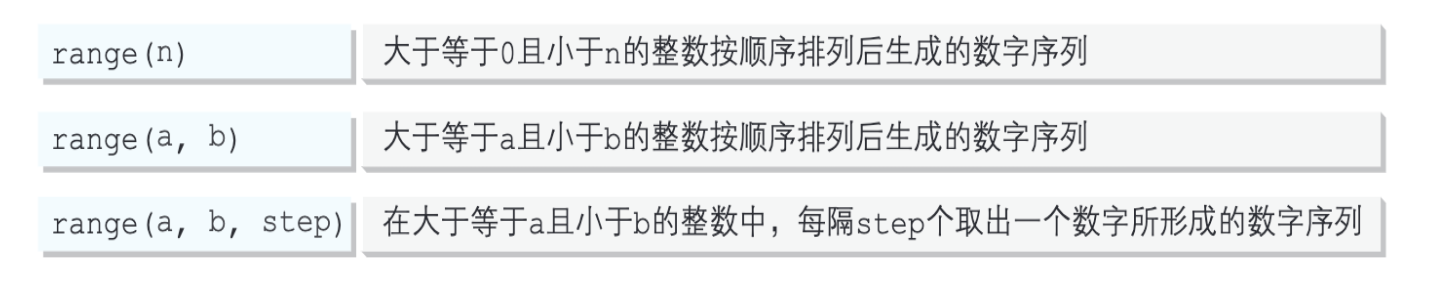 range(n) 大于等于0且小于n的整数按顺序排列后生成的数字序列
range(a, b) 大于等于a且小于b的整数按顺序排列后生成的数字序列
range(a, b, step) 在大于等于a且小于b的整数中，每隔step个取出一个数字所形成的数字序列